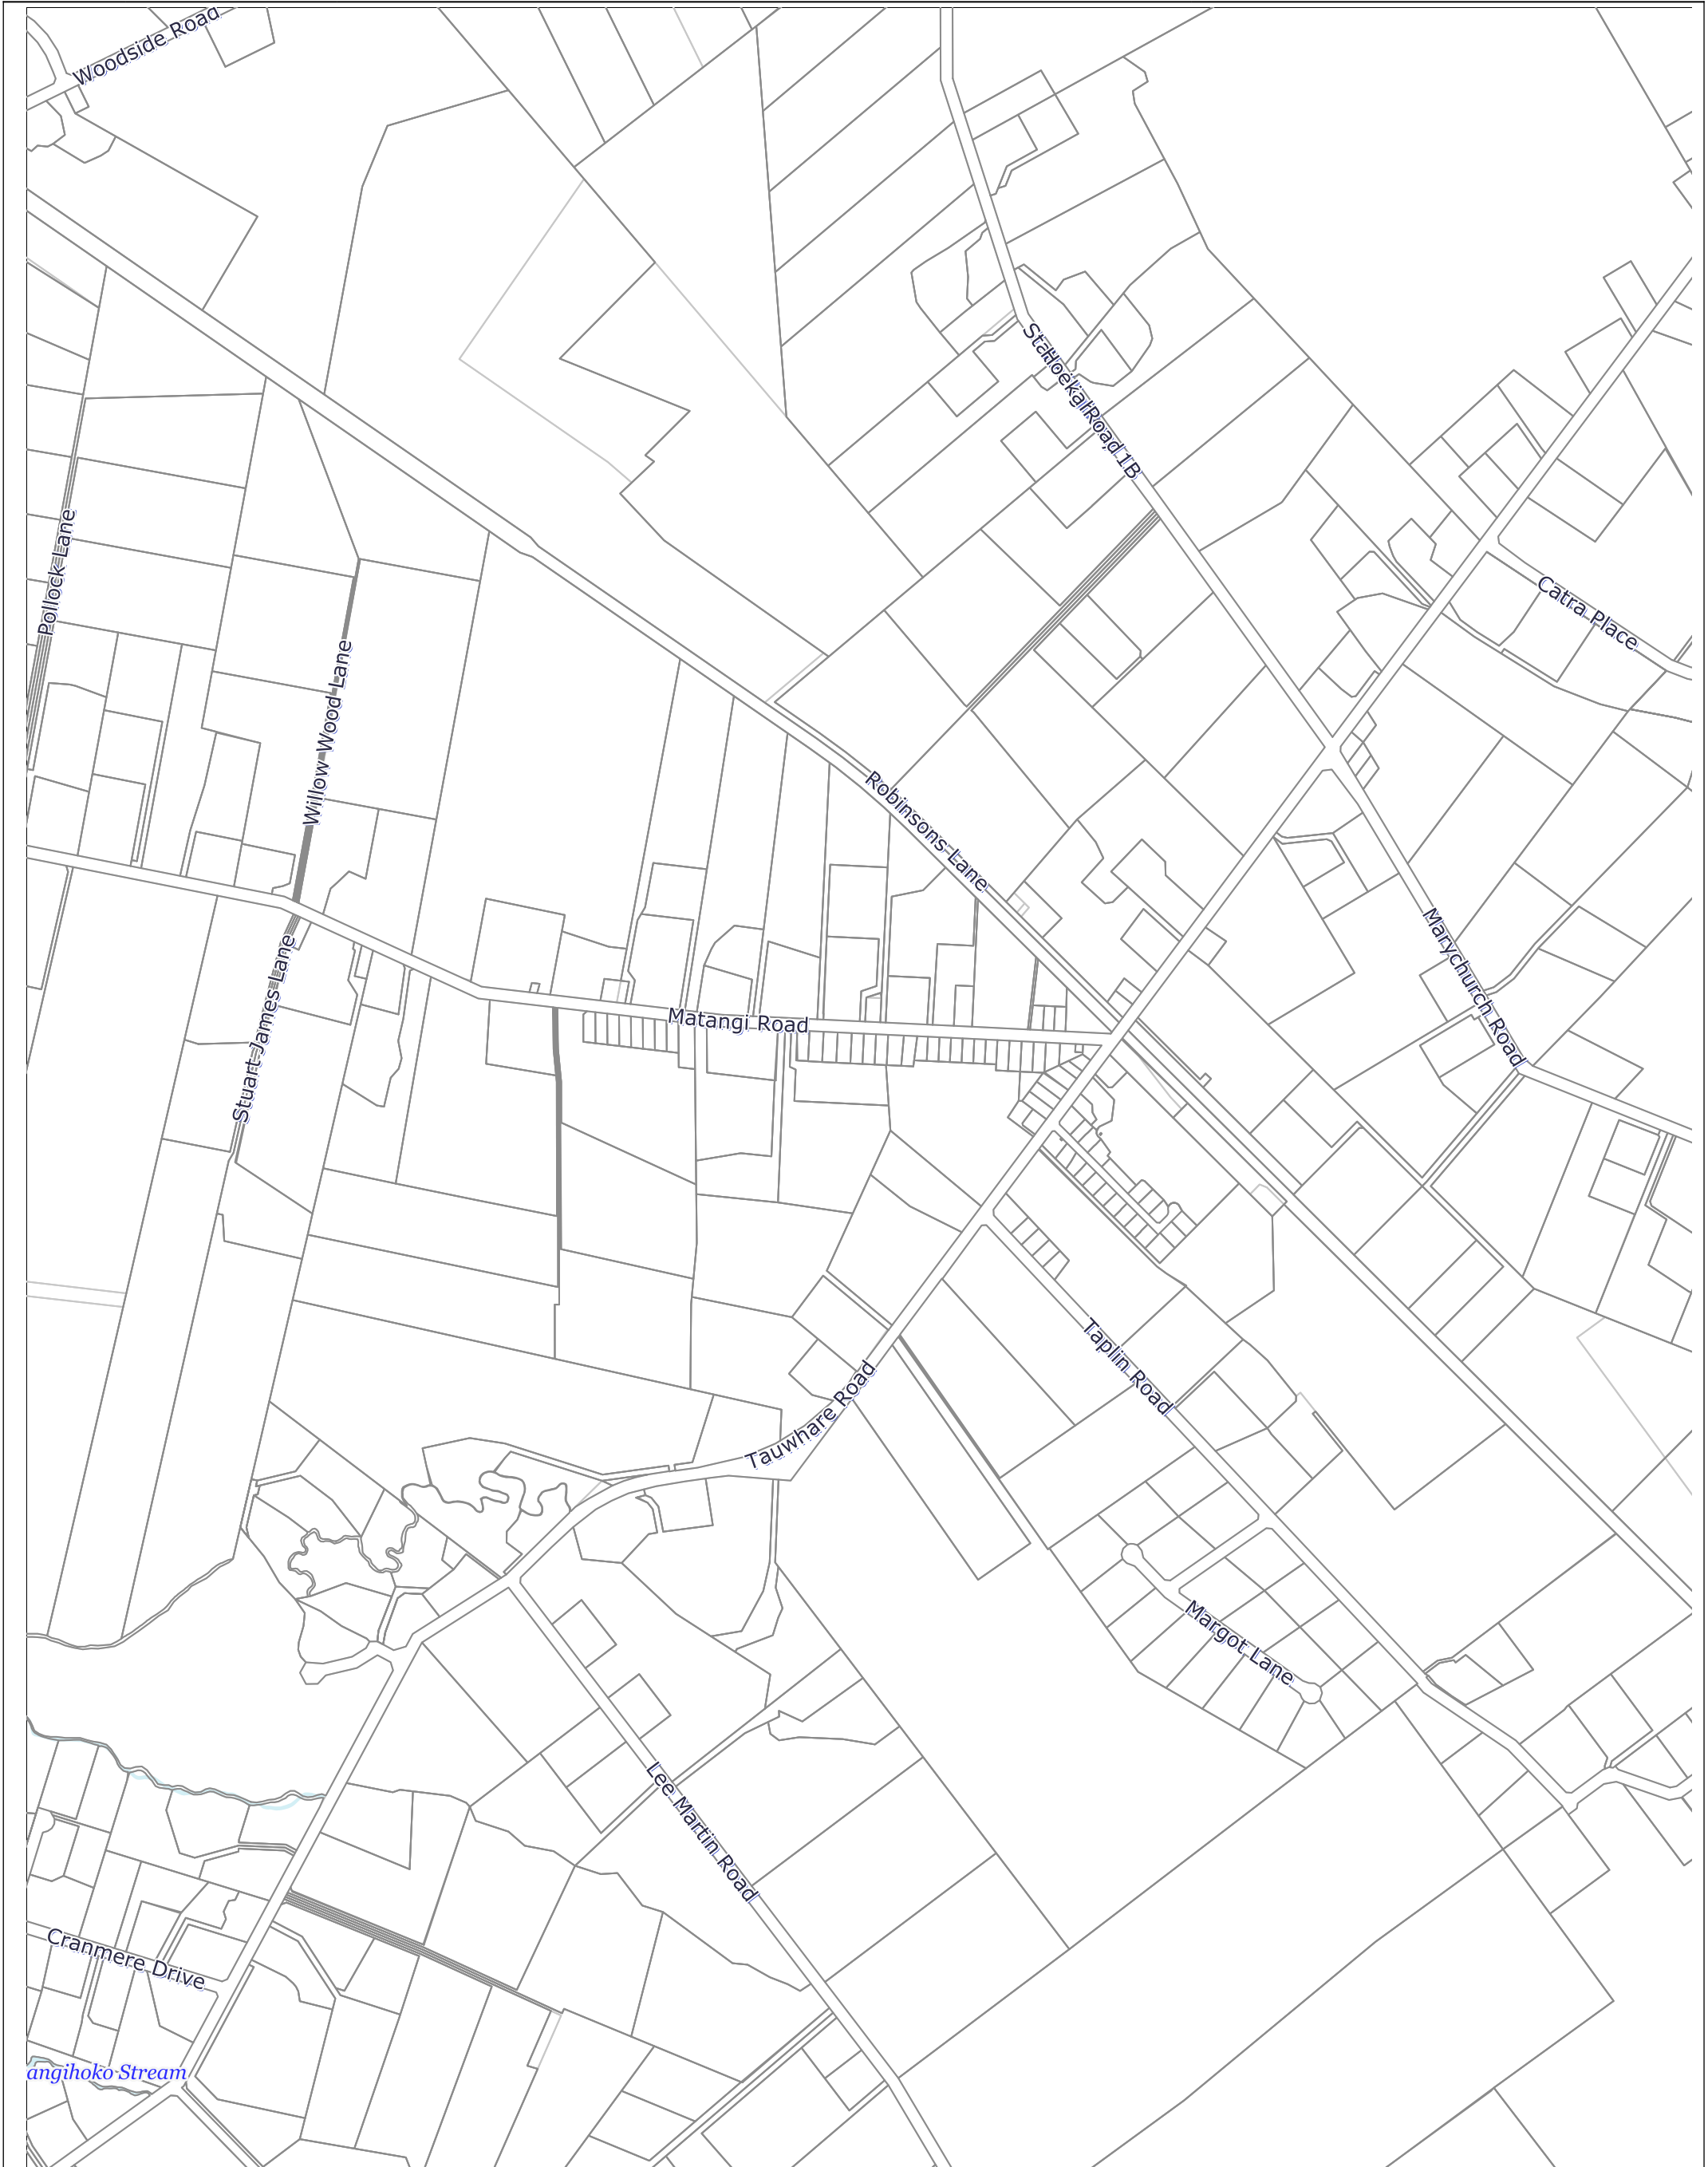 Woodside Road
Pollock Lane
Catra Place
Willow Wood Lane
Robinsons Lane
Marychurch Road
Stuart James Lane
Matangi Road
Taplin Road
Tauwhare Road
Margot Lane
Lee Martin Road
Cranmere Drive
angihoko Stream